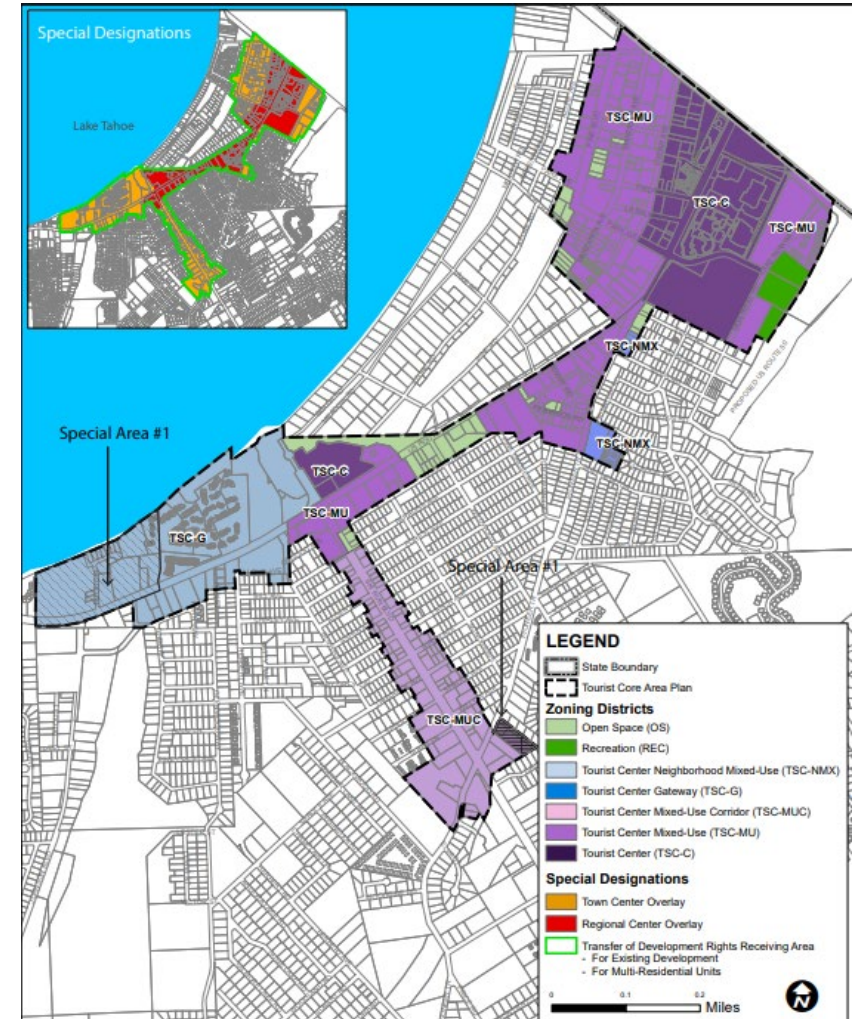 Special Designations
Lake Tahoe
TSC-MU
TSC-C
TSC-MU
TSC-NMX
PROPOSED US ROUTE 50
TSC-NMX
Special Area #1
TSC-C
TSC-MU
TSC-G
Special Area #1
TSC-MUC
LEGEND
State Boundary
Tourist Core Area Plan
Zoning Districts
Open Space (OS)
Recreation (REC)
Tourist Center Neighborhood Mixed-Use (TSC-NMX)
Tourist Center Gateway (TSC-G)
Tourist Center Mixed-Use Corridor (TSC-MUC)
Tourist Center Mixed-Use (TSC-MU)
Tourist Center (TSC-C)
Special Designations
Town Center Overlay
Regional Center Overlay
Transfer of Development Rights Receiving Area
- For Existing Development
- For Multi-Residential Units
0 0.1 0.2
Miles
N